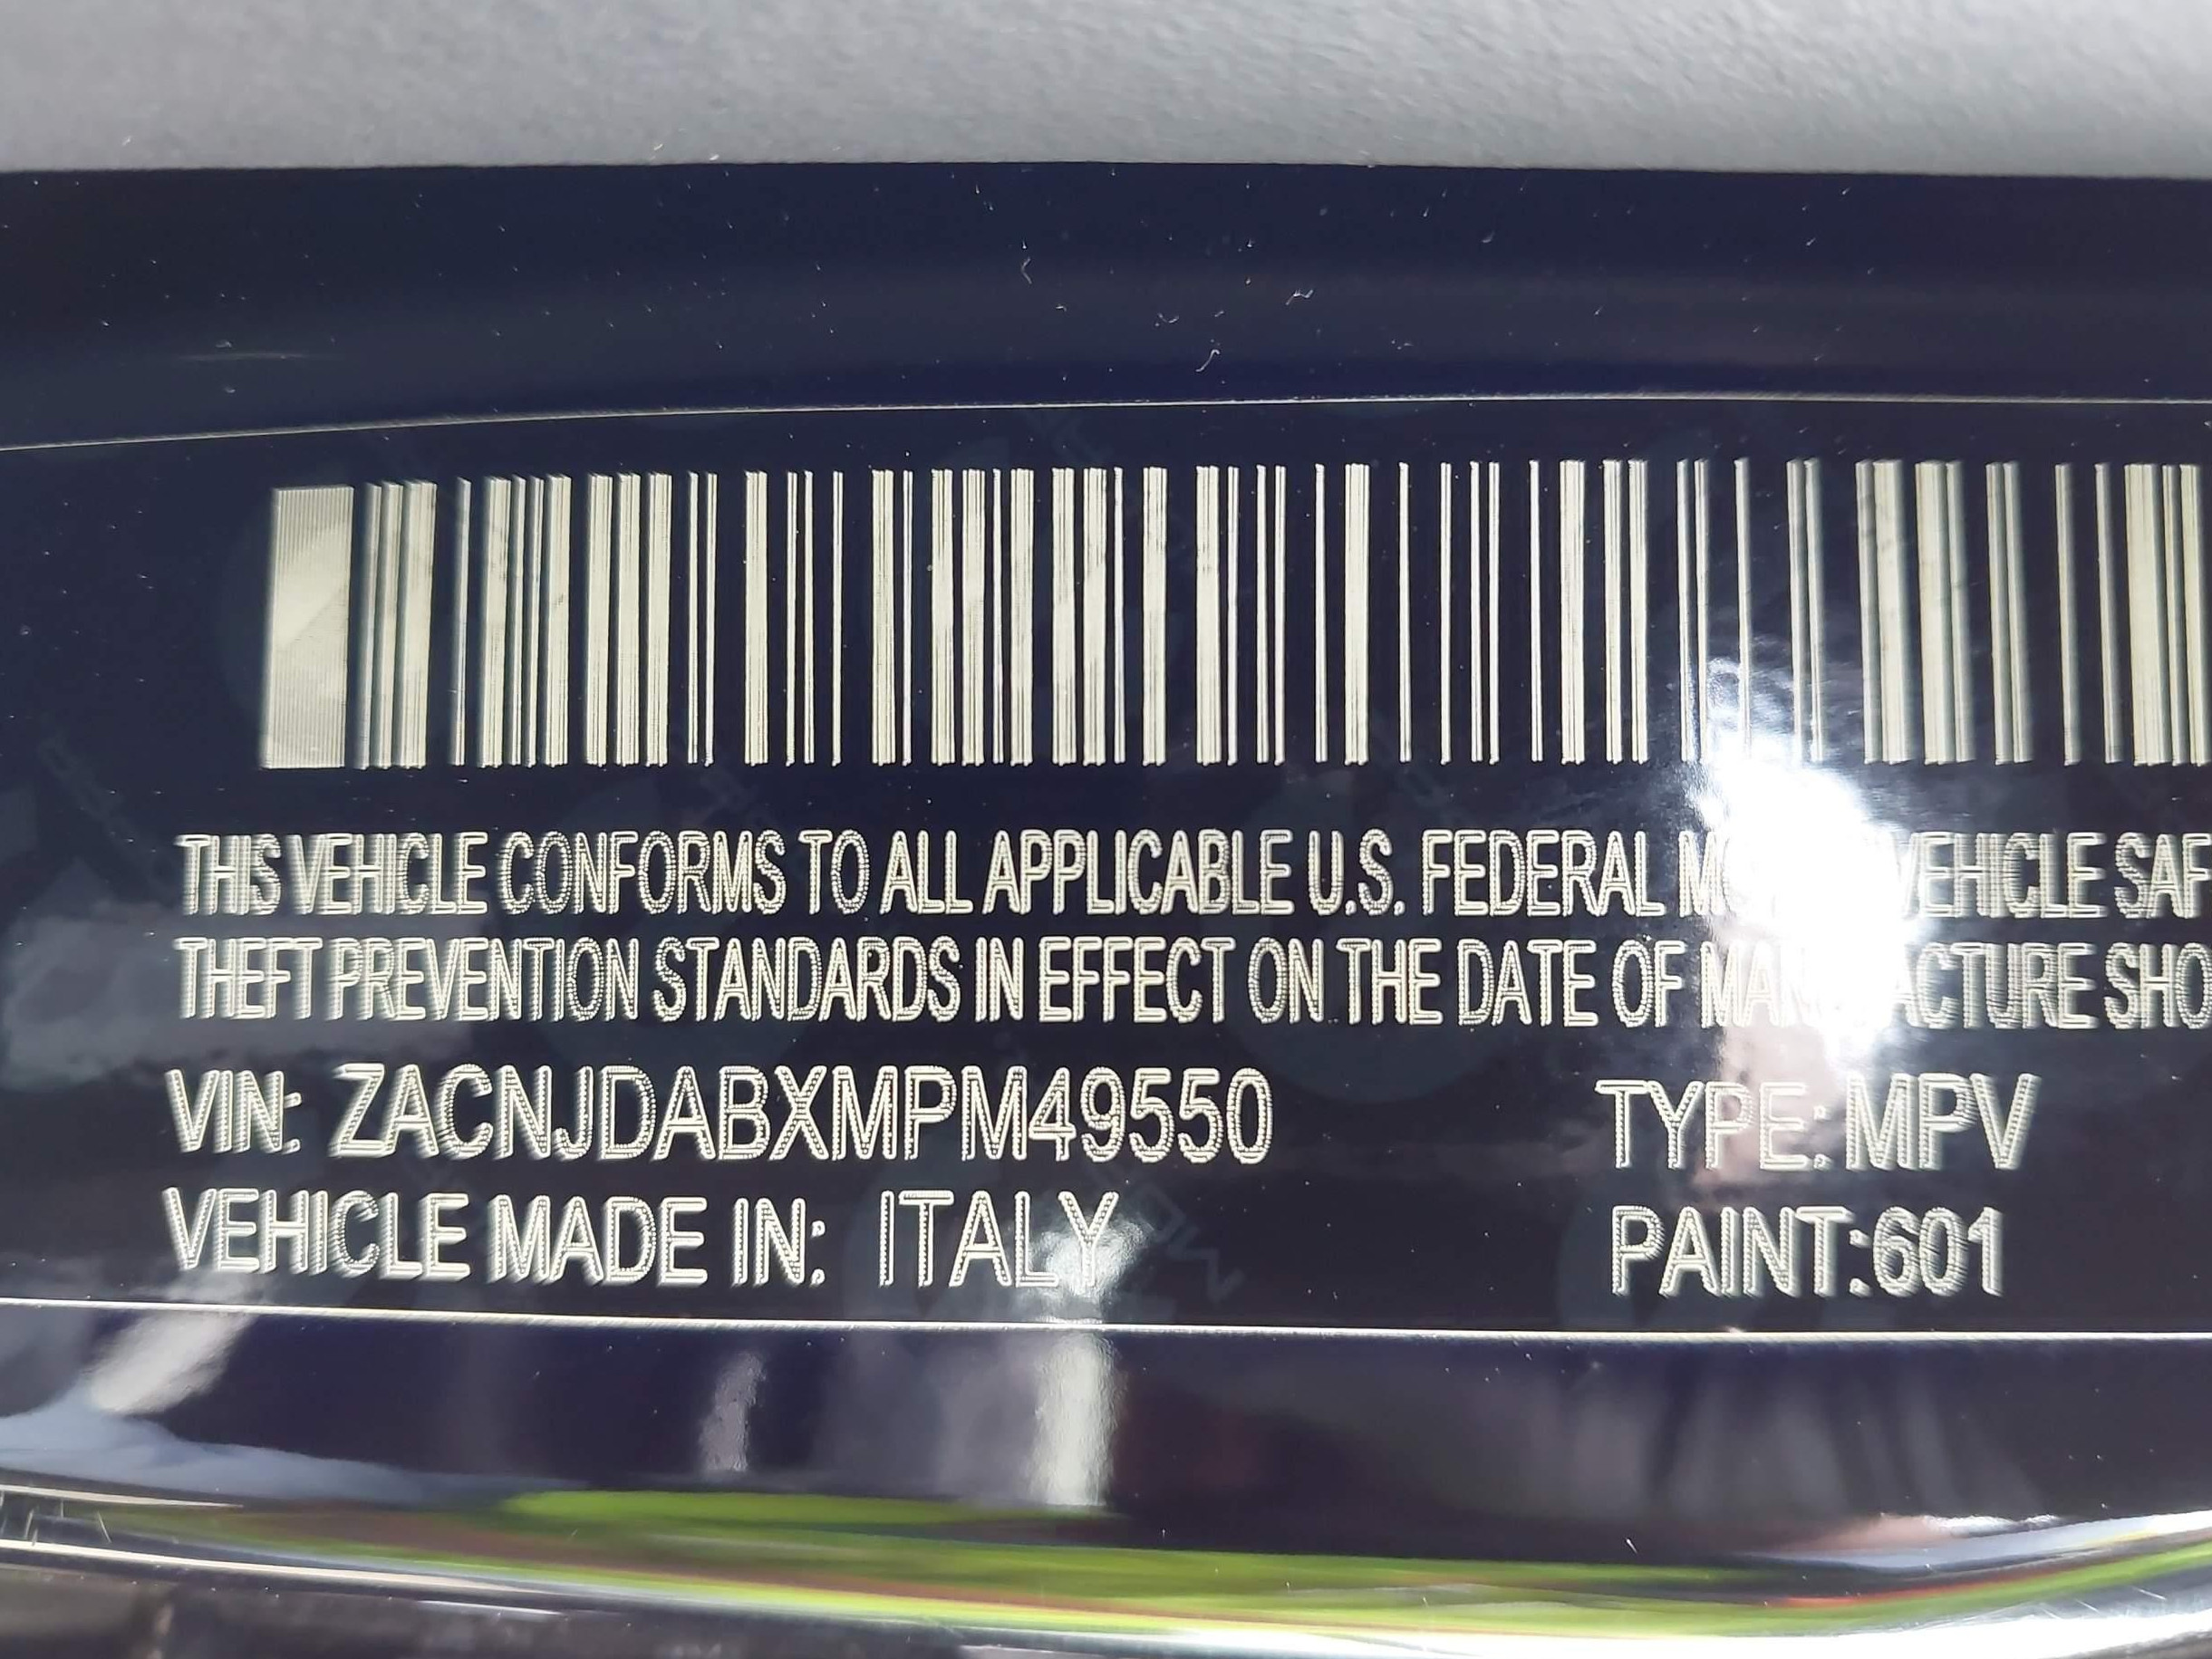 THIS VEHICLE CONFORMS TO ALL APPLICABLE U.S. FEDERAL VEHICLE SAF
THEFT PREVENTION STANDARDS IN EFFECT ON THE DATE OF SHO
VIN: ZACNJDABXMPM49550 TYPE: MPV
VEHICLE MADE IN: ITALY PAINT:601